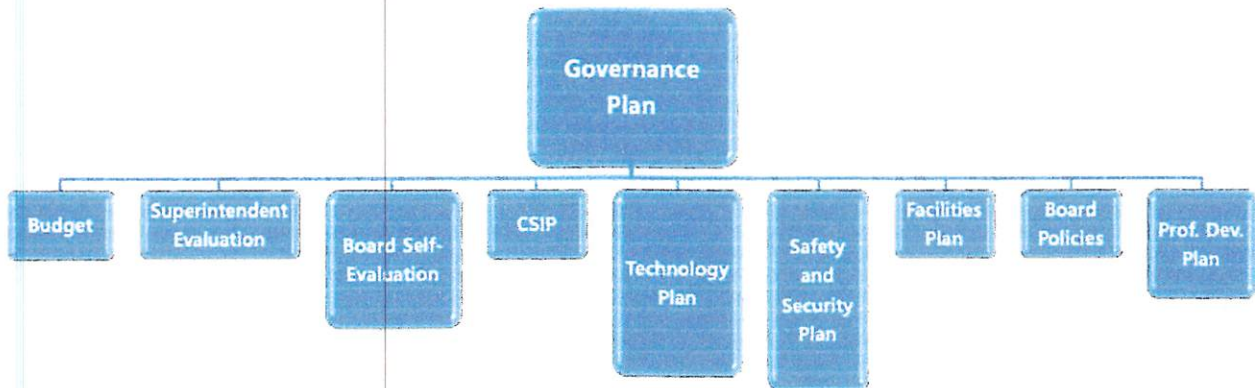 Governance
Plan
Budget
Superintendent
Evaluation
Board Self-
Evaluation
CSIP
Technology
Plan
Safety
and
Security
Plan
Facilities
Plan
Board
Policies
Prof. Dev.
Plan